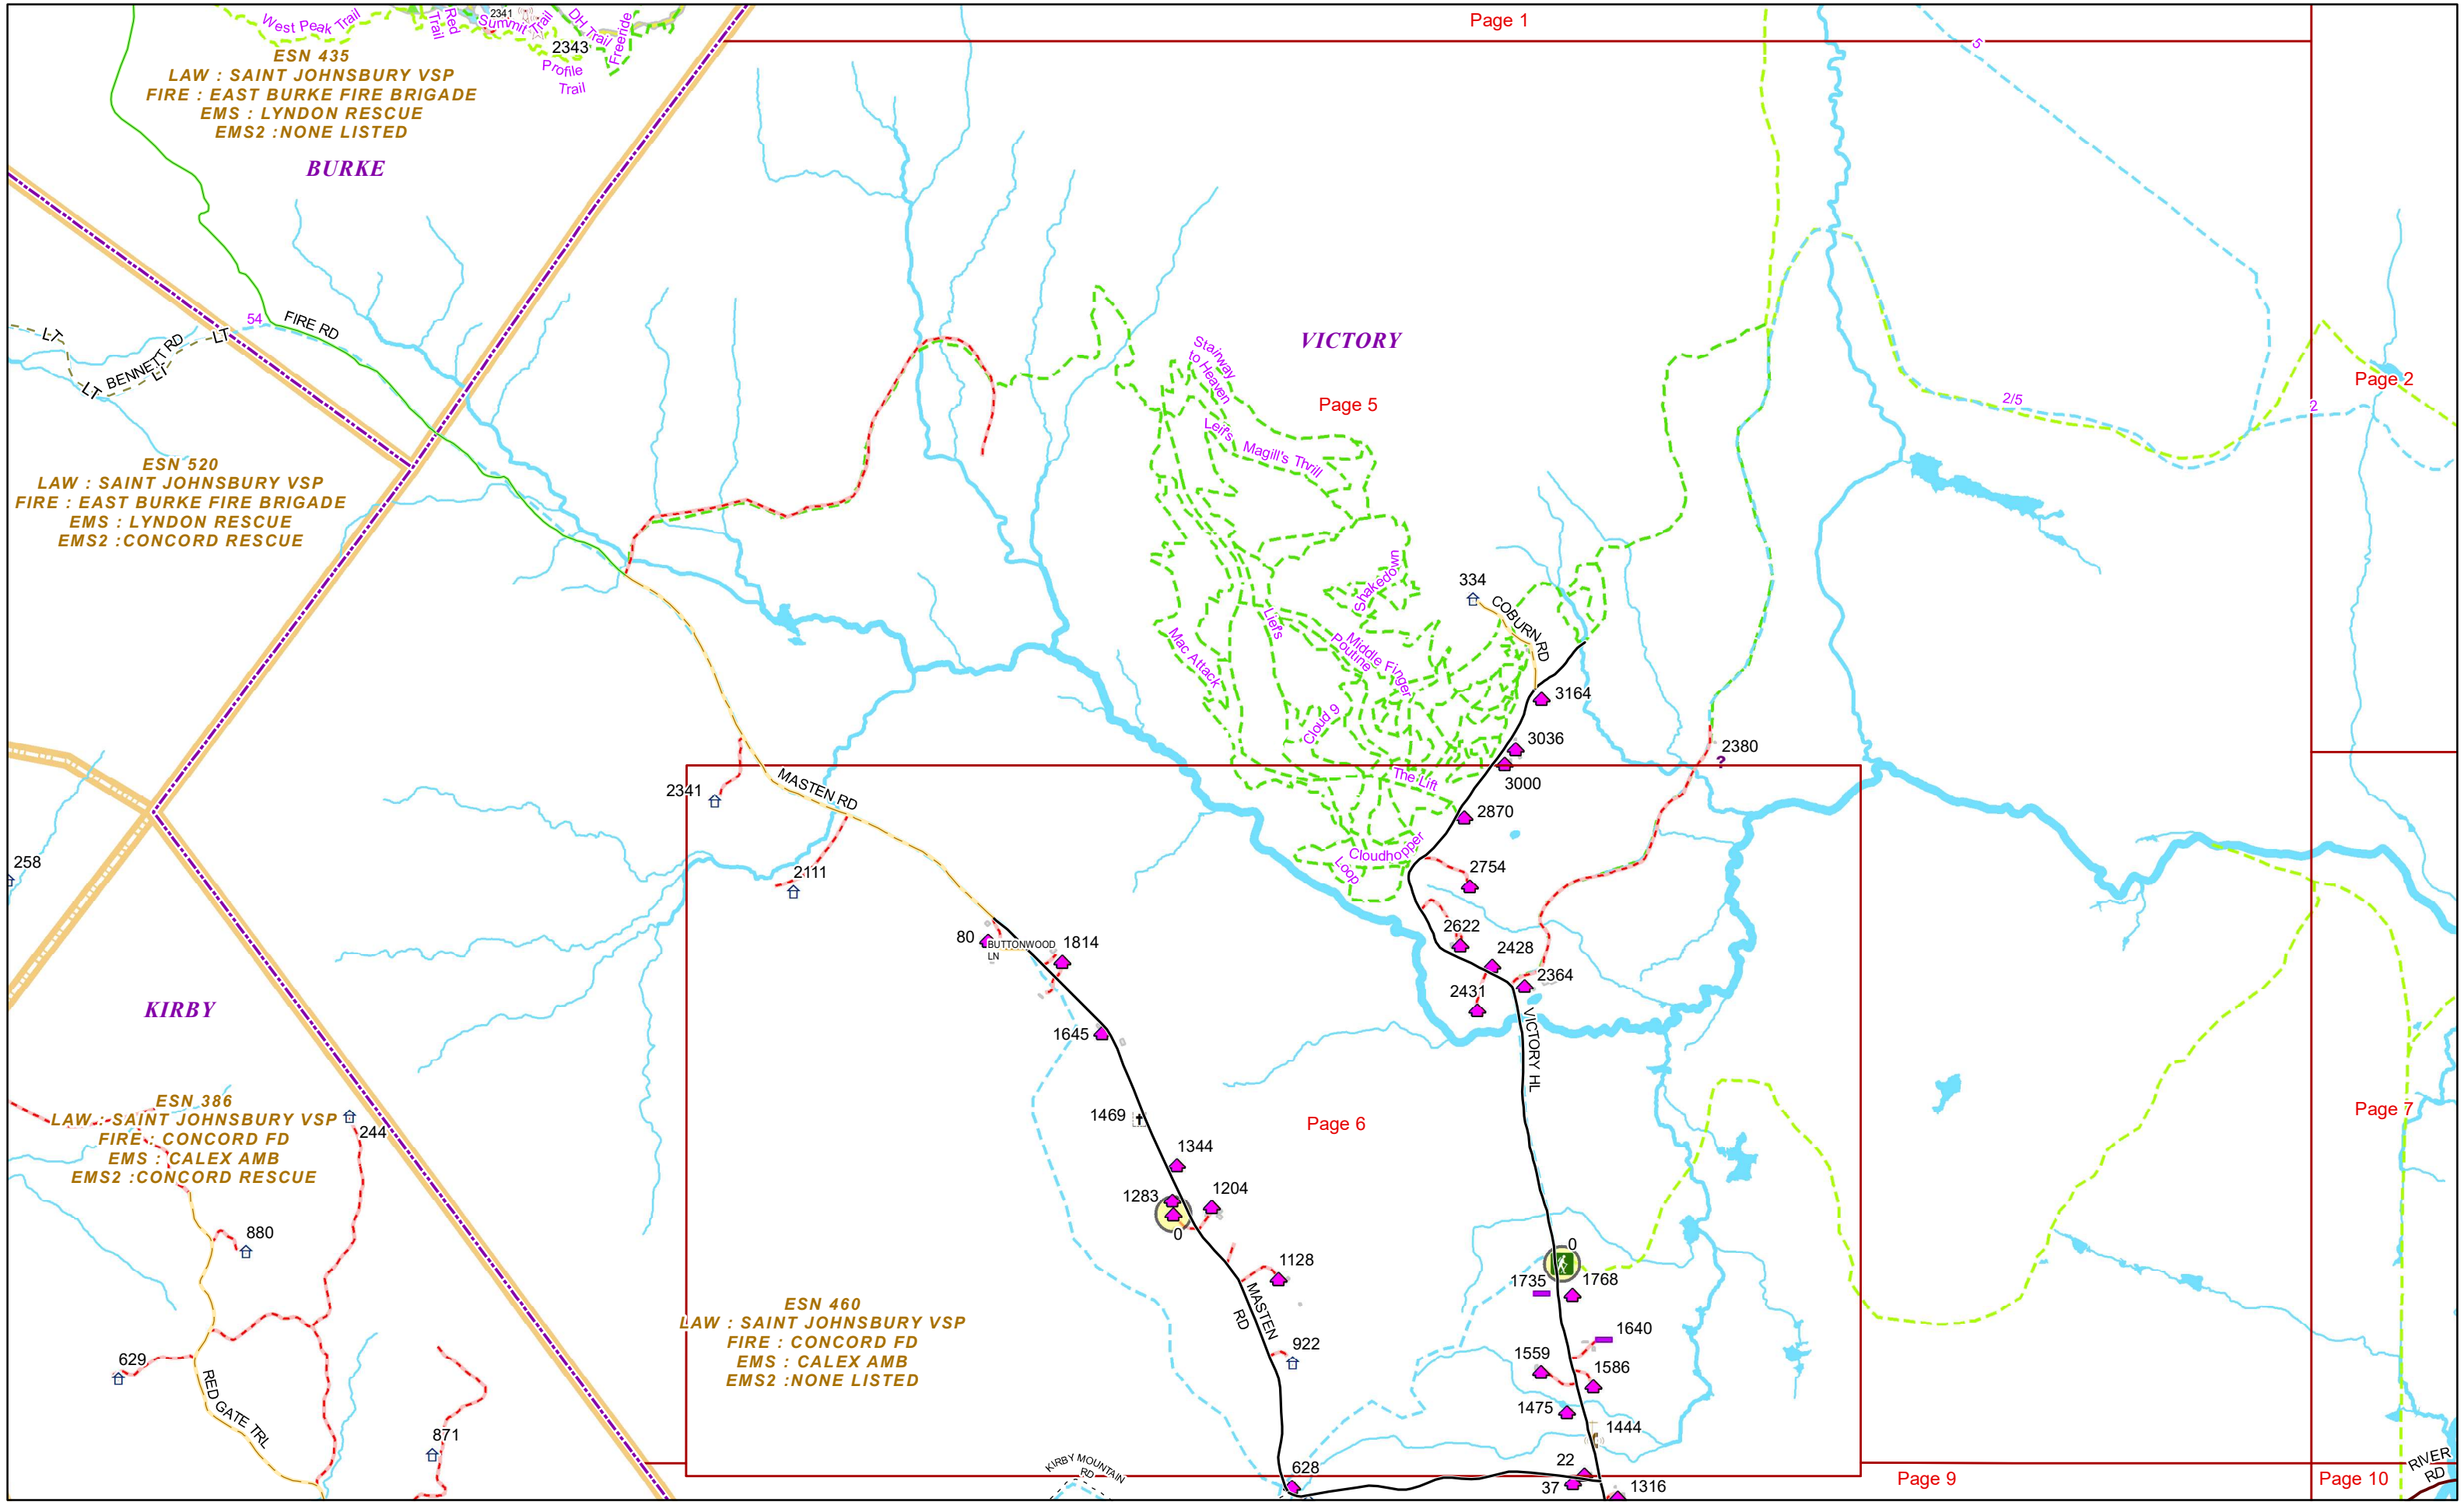 Page 1
2341
West Peak Trail
Red
Trail
Summit Trail
DH Trail
Freeride
2343
Profile
Trail
5
ESN 435
LAW : SAINT JOHNSBURY VSP
FIRE : EAST BURKE FIRE BRIGADE
EMS : LYNDON RESCUE
EMS2 :NONE LISTED
BURKE
54
FIRE RD
LT
BENNETT RD
LT
LT
LT
VICTORY
Stairway
to Heaven
Page 5
Page 2
2/5
2
Leif's
Magill's Thrill
ESN 520
LAW : SAINT JOHNSBURY VSP
FIRE : EAST BURKE FIRE BRIGADE
EMS : LYNDON RESCUE
EMS2 :CONCORD RESCUE
Shakedown
334
COBURN RD
Lief's
Middle Finger
Poutine
Mac Attack
3164
Cloud 9
3036
2380
?
The Lift
3000
2341
MASTEN RD
2870
Cloudhopper
Loop
2754
258
2111
2622
80
BUTTONWOOD
LN
1814
2428
2364
2431
KIRBY
1645
VICTORY HL
ESN 386
LAW : SAINT JOHNSBURY VSP
FIRE : CONCORD FD
EMS : CALEX AMB
EMS2 :CONCORD RESCUE
244
1469
Page 6
Page 7
1344
1283
1204
0
880
0
1128
1735
1768
MASTEN
RD
ESN 460
LAW : SAINT JOHNSBURY VSP
FIRE : CONCORD FD
EMS : CALEX AMB
EMS2 :NONE LISTED
1640
922
629
1559
1586
RED GATE TRL
1475
871
1444
KIRBY MOUNTAIN
RD
628
22
37
1316
Page 9
Page 10
RIVER
RD